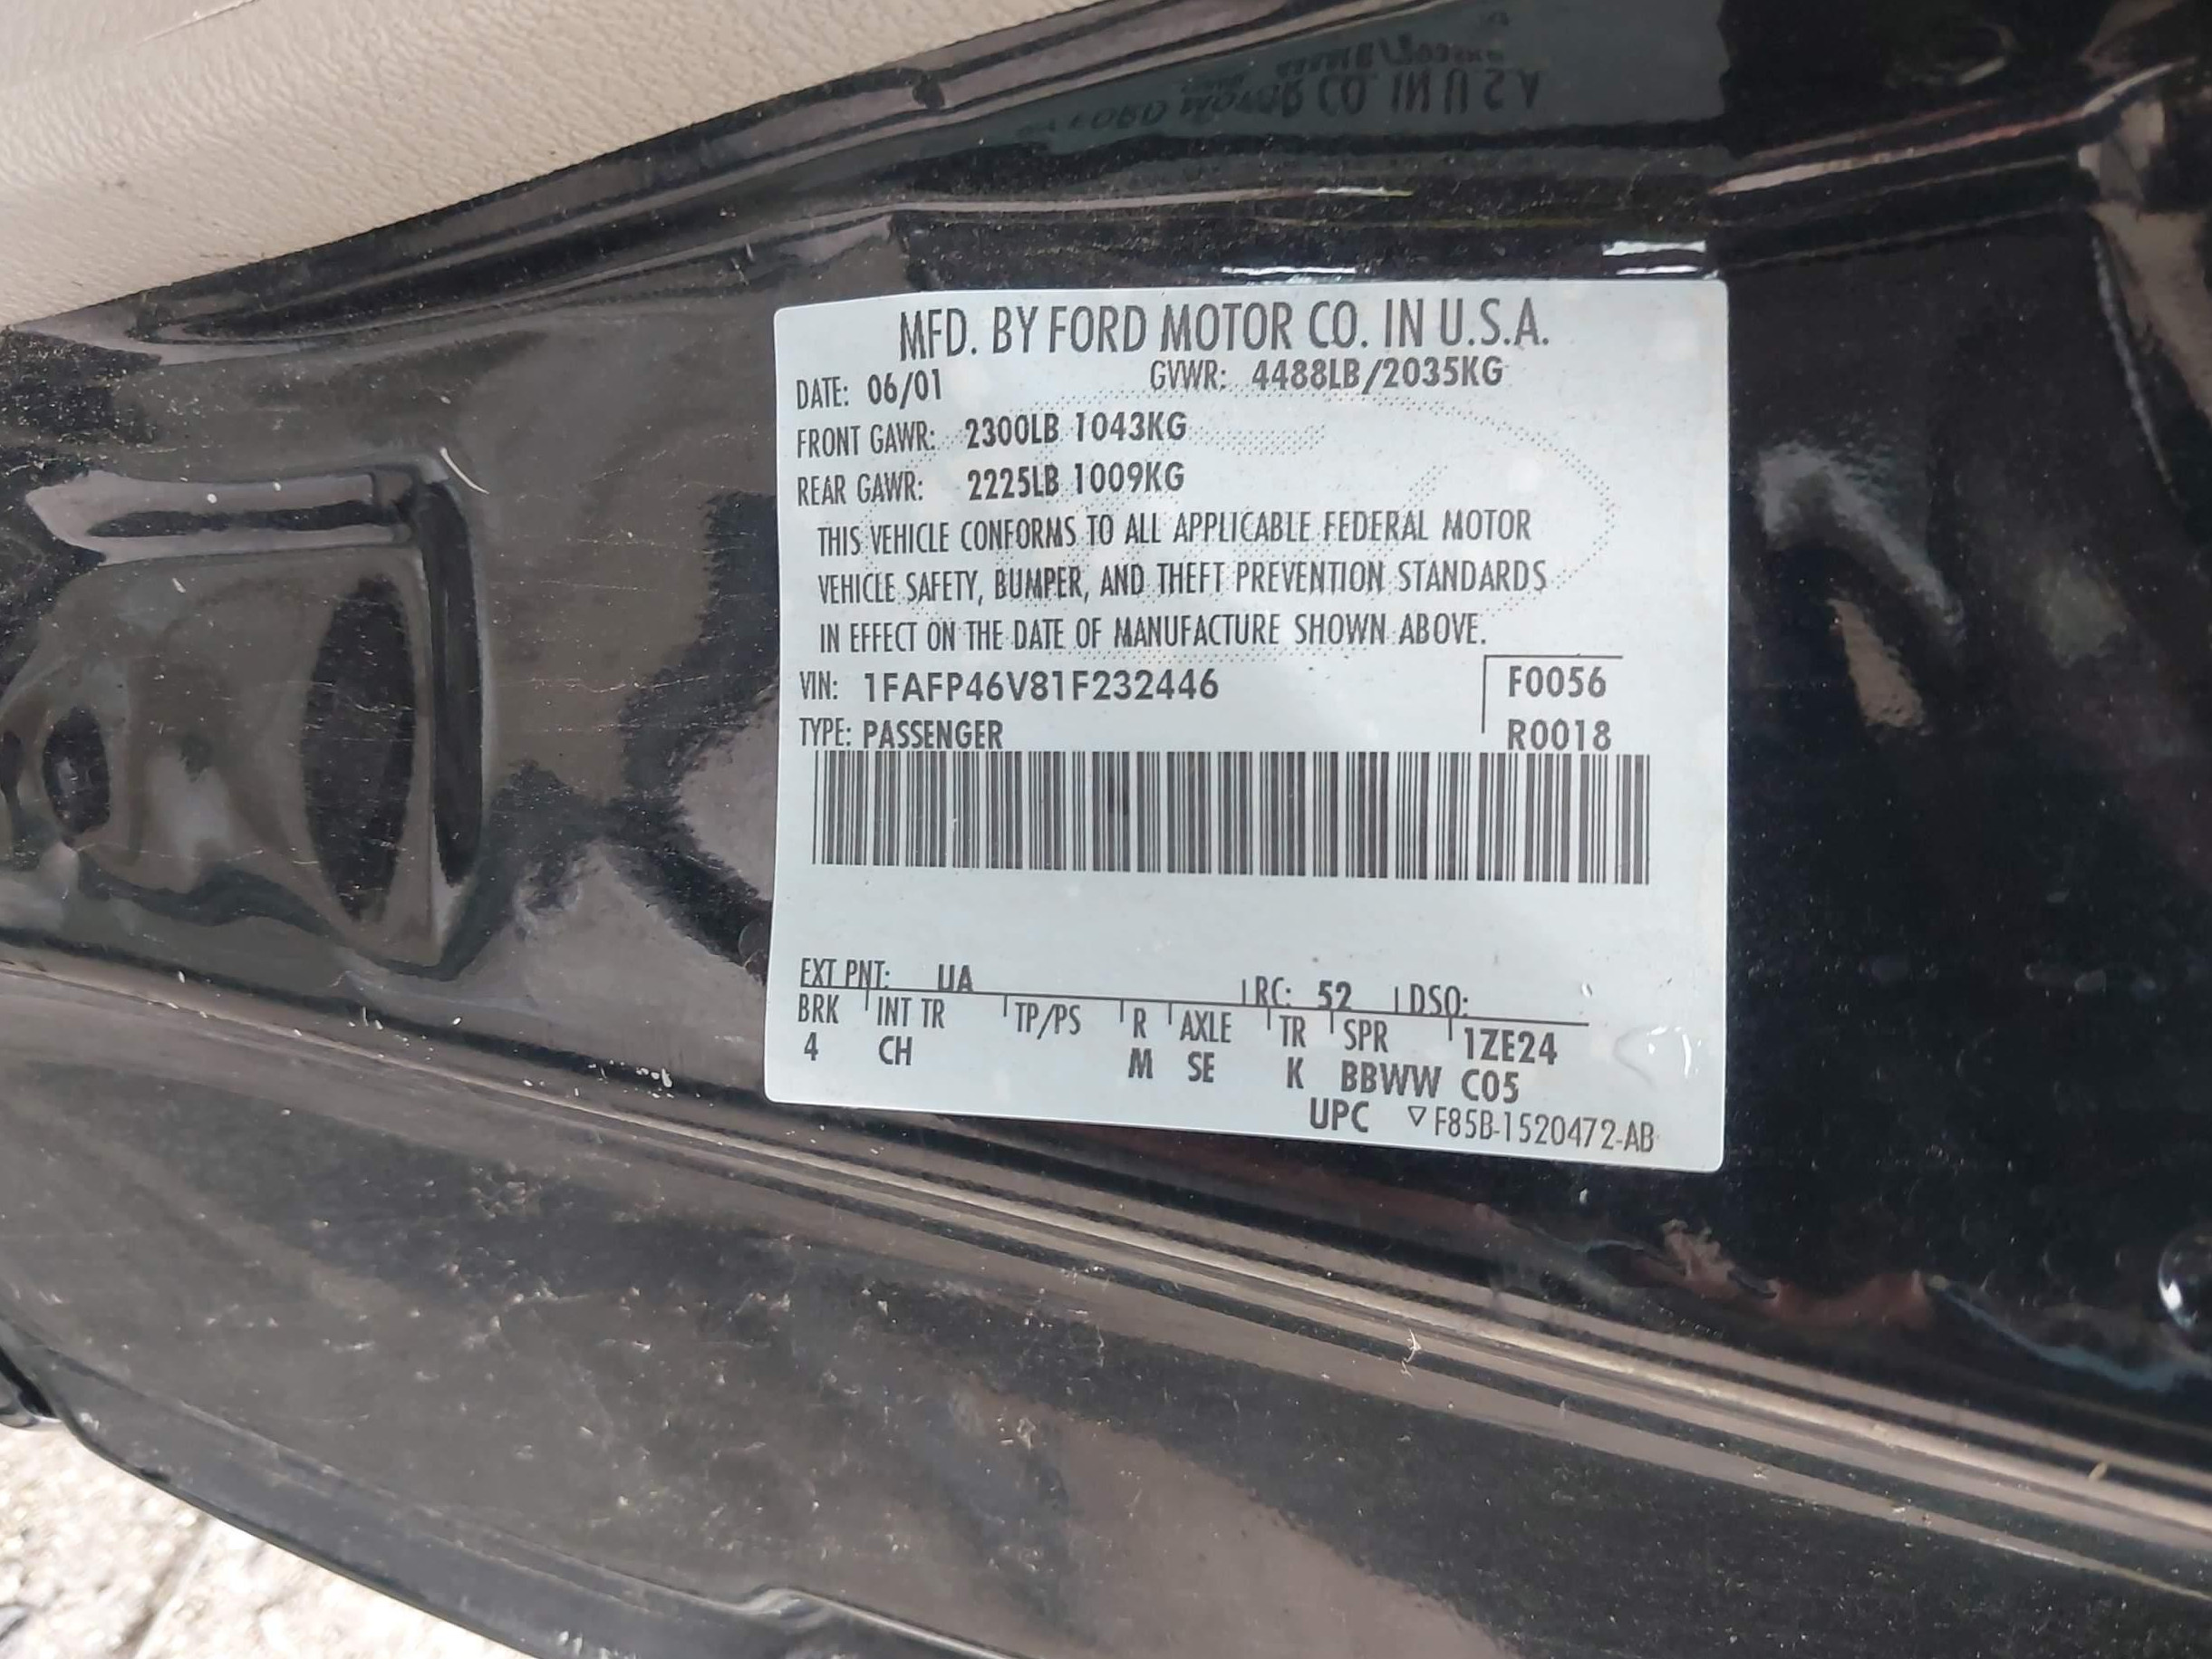 MFD. BY FORD MOTOR CO. IN U.S.A.
DATE: 06/01 GVWR: 4488LB/2035KG
FRONT GAWR: 2300LB 1043KG
REAR GAWR: 2225LB 1009KG
THIS VEHICLE CONFORMS TO ALL APPLICABLE FEDERAL MOTOR
VEHICLE SAFETY, BUMPER, AND THEFT PREVENTION STANDARDS
IN EFFECT ON THE DATE OF MANUFACTURE SHOWN ABOVE.
VIN: 1FAFP46V81F232446 F0056
TYPE: PASSENGER R0018
EXT PNT: UA RC: 52 DSO:
BRK INT TR TP/PS R AXLE TR SPR 1ZE24
4 CH M SE K BBWW C05
UPC ▽F85B-1520472-AB